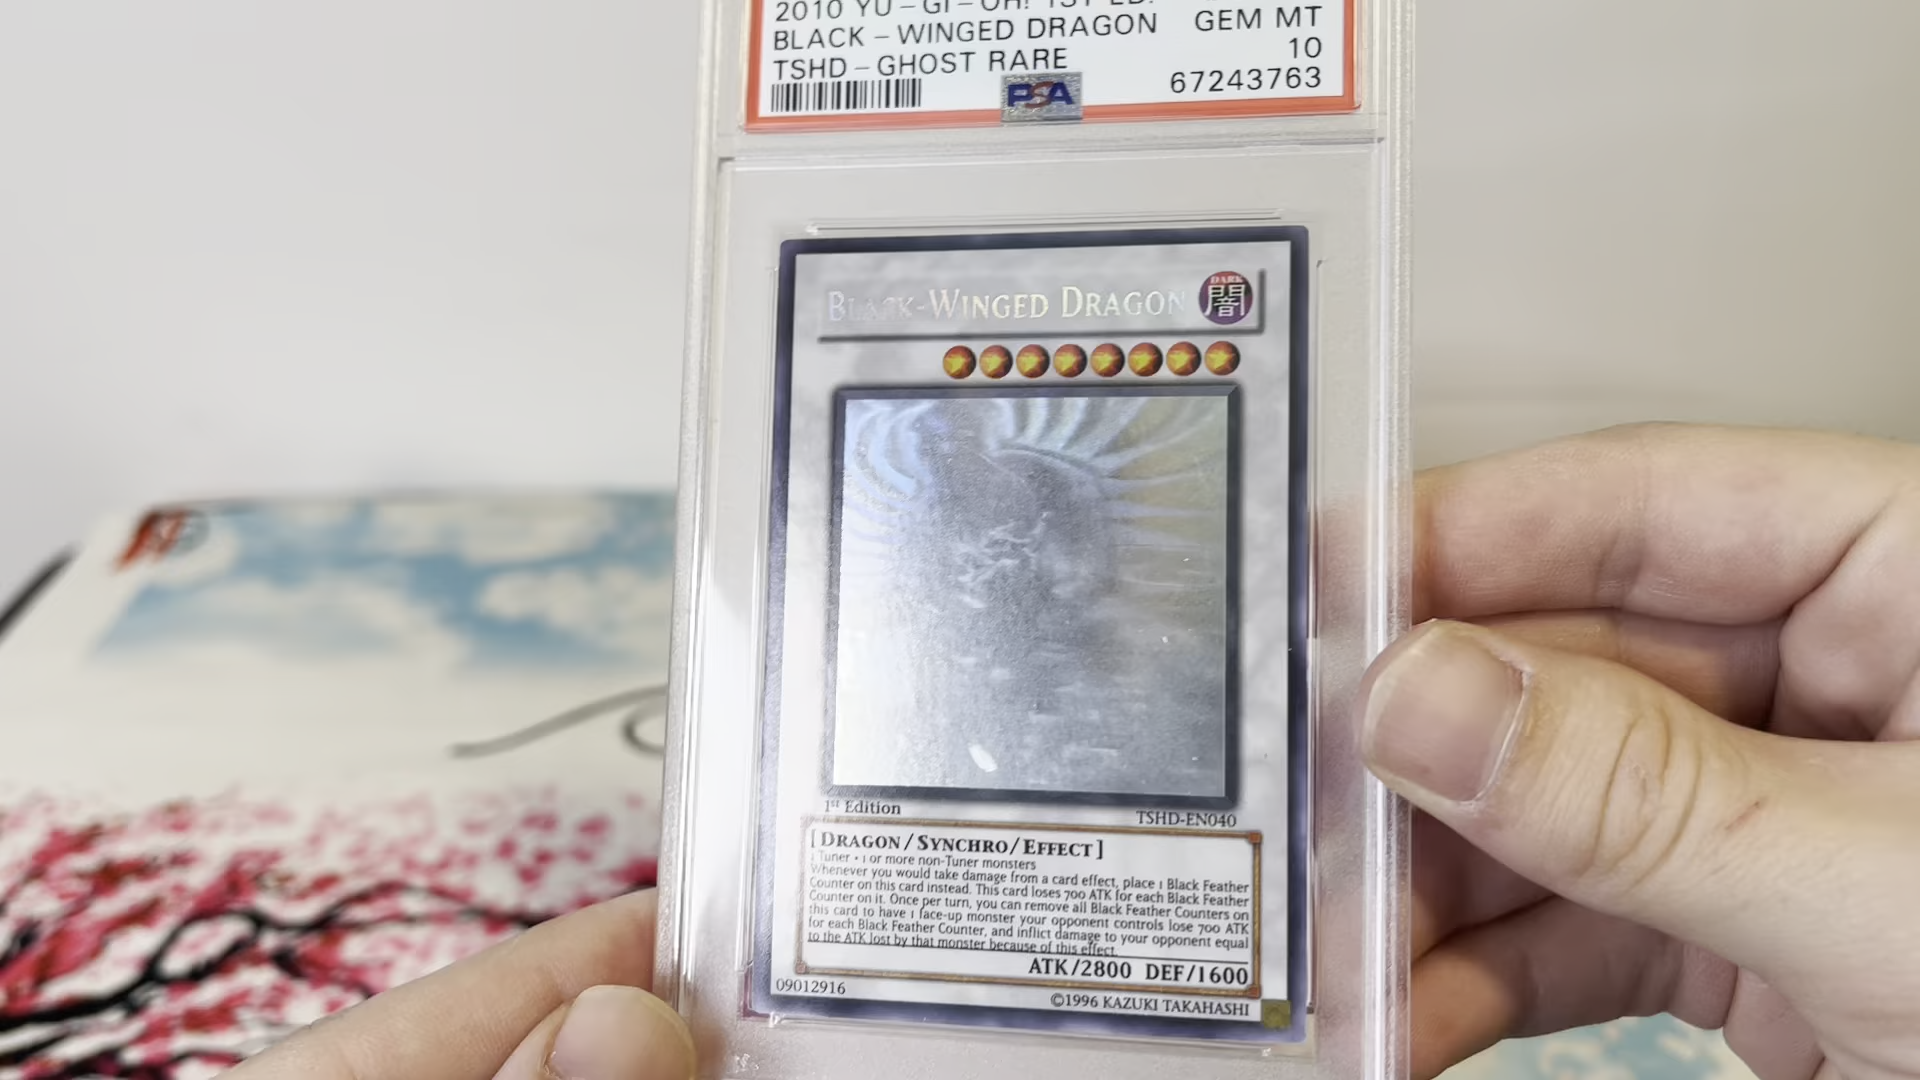 2010 YU-GI-OH! 1ST ED.
BLACK-WINGED DRAGON GEM MT
TSHD-GHOST RARE 10
PSA 67243763
BLACK-WINGED DRAGON
DARK
闇
1st Edition TSHD-EN040
[DRAGON/SYNCHRO/EFFECT]
1 Tuner + 1 or more non-Tuner monsters
Whenever you would take damage from a card effect, place 1 Black Feather
Counter on this card instead. This card loses 700 ATK for each Black Feather
Counter on it. Once per turn, you can remove all Black Feather Counters on
this card to have 1 face-up monster your opponent controls lose 700 ATK
for each Black Feather Counter, and inflict damage to your opponent equal
to the ATK lost by that monster because of this effect.
ATK/2800 DEF/1600
09012916 ©1996 KAZUKI TAKAHASHI